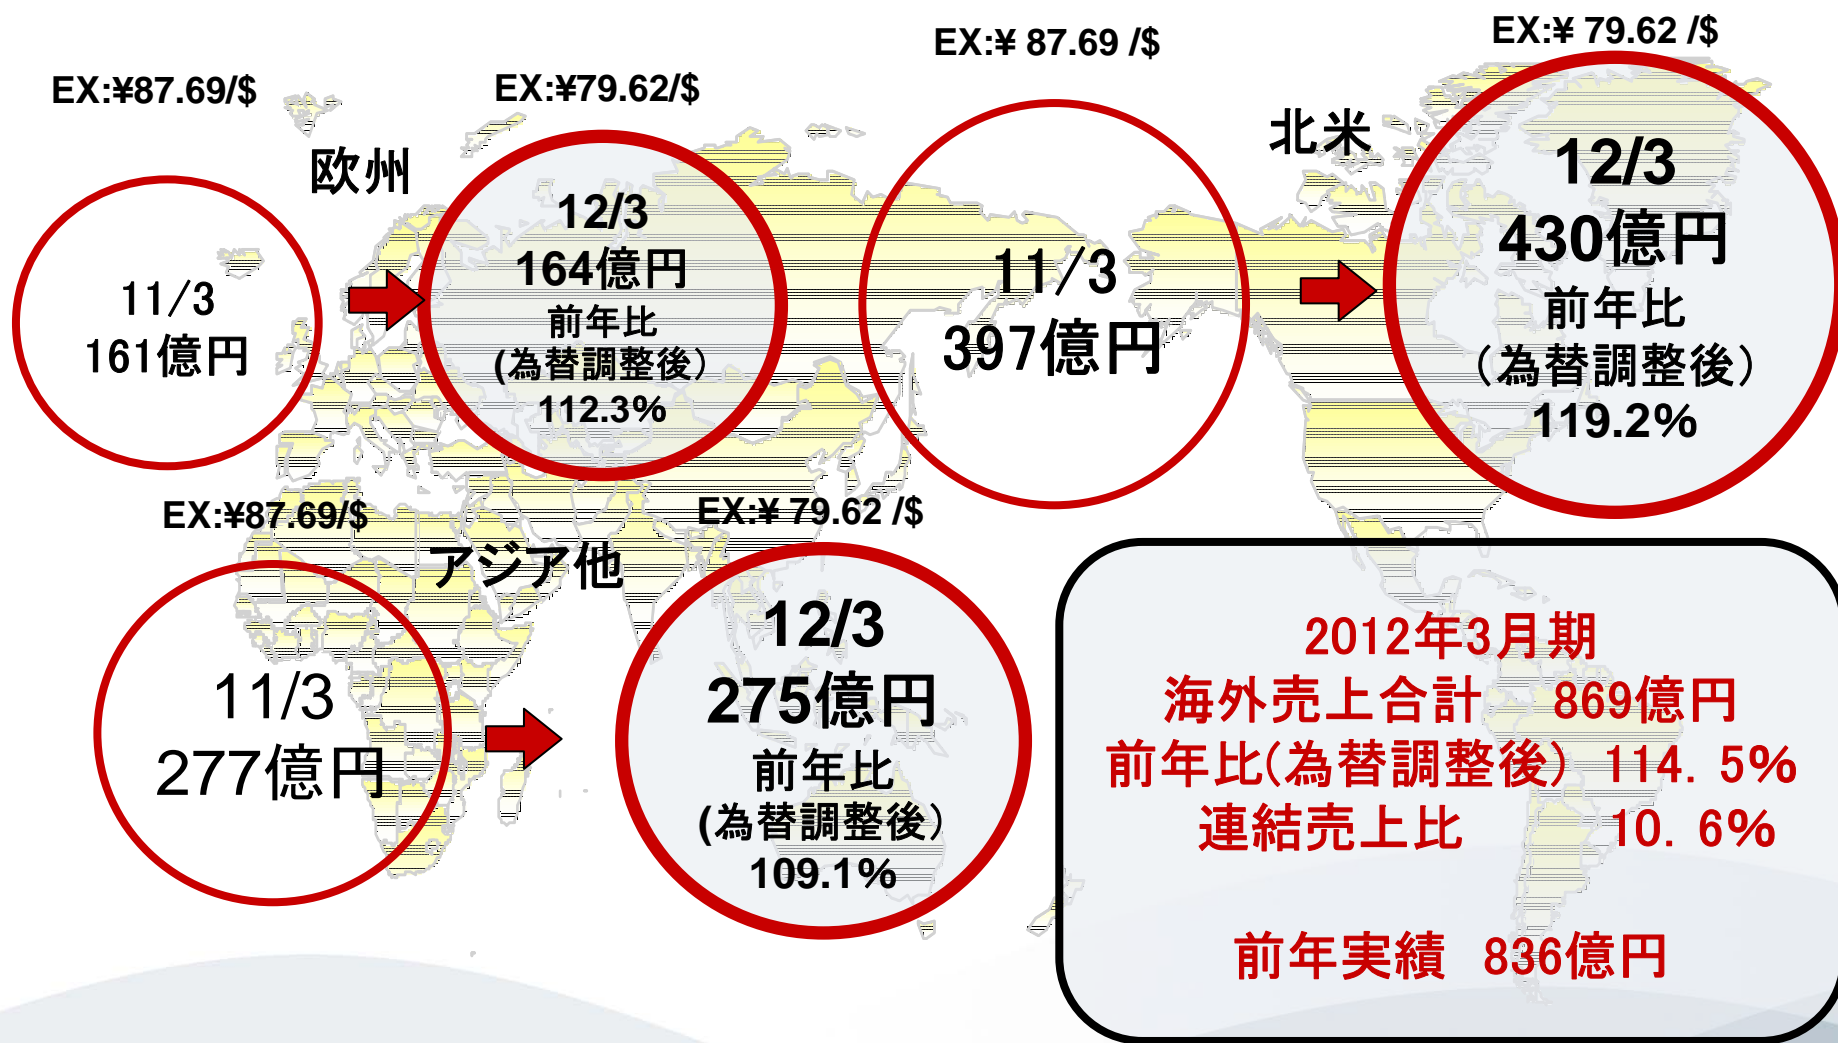 EX:¥87.69/$
EX:¥79.62/$
欧州
11/3
161億円
12/3
164億円
前年比
(為替調整後)
112.3%
EX:¥ 87.69 /$
EX:¥ 79.62 /$
北米
11/3
397億円
12/3
430億円
前年比
(為替調整後)
119.2%
EX:¥87.69/$
EX:¥ 79.62 /$
アジア他
11/3
277億円
12/3
275億円
前年比
(為替調整後)
109.1%
2012年3月期
海外売上合計 869億円
前年比(為替調整後) 114. 5%
連結売上比 10. 6%
前年実績 836億円